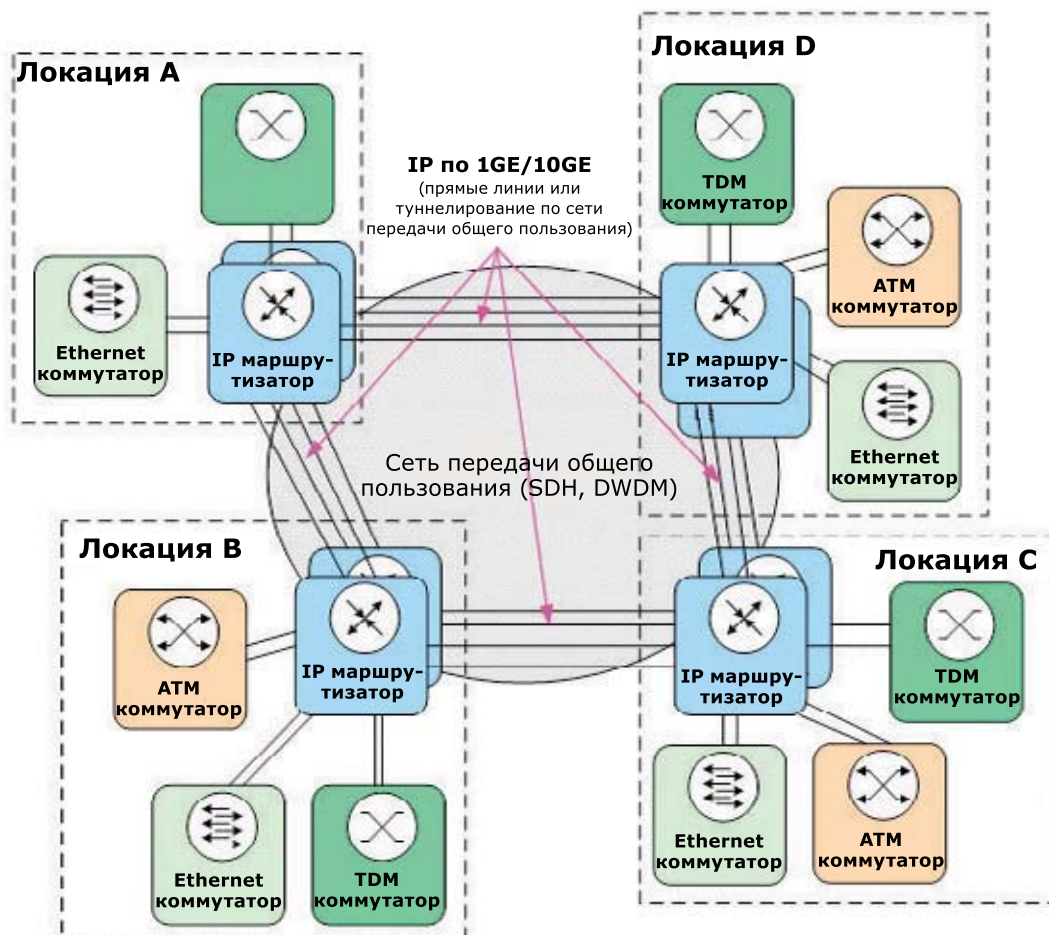 Локация A
Локация D
IP по 1GE/10GE
(прямые линии или
туннелирование по сети
передачи общего пользования)
TDM
коммутатор
ATM
коммутатор
Ethernet
коммутатор
IP маршру-
тизатор
IP маршру-
тизатор
Ethernet
коммутатор
Сеть передачи общего
пользования (SDH, DWDM)
Локация B
Локация C
ATM
коммутатор
IP маршру-
тизатор
IP маршру-
тизатор
TDM
коммутатор
Ethernet
коммутатор
TDM
коммутатор
Ethernet
коммутатор
ATM
коммутатор